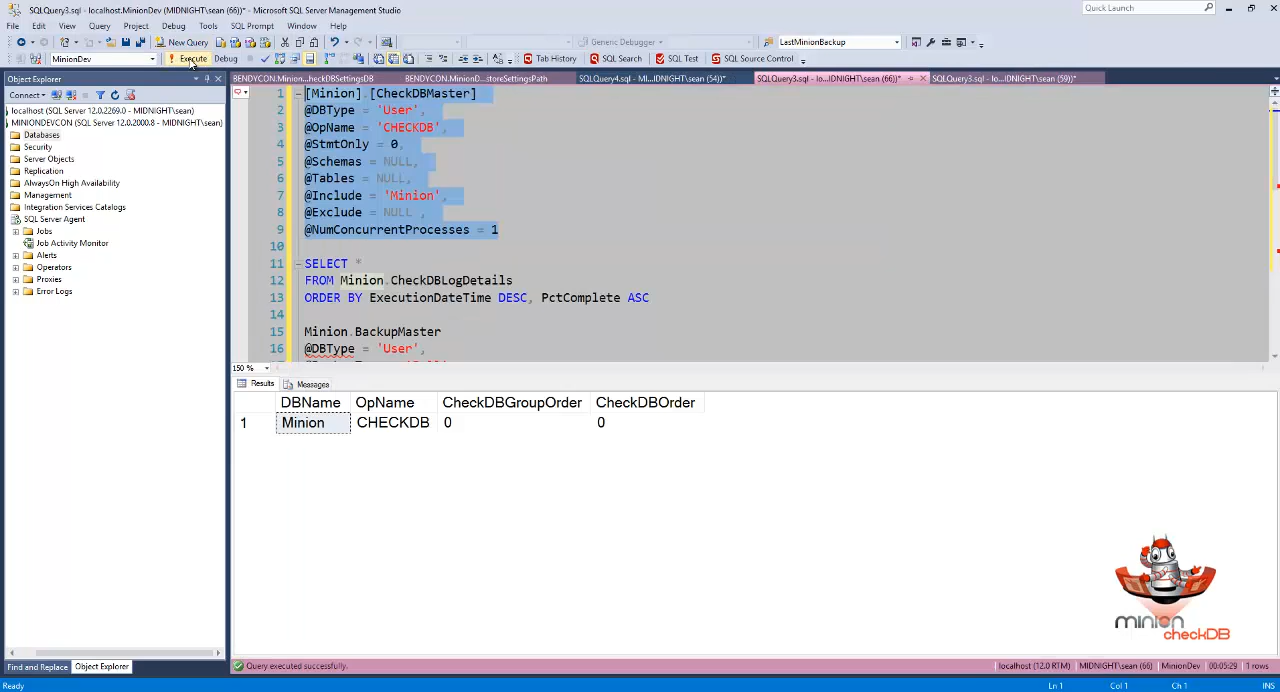 SQLQuery3.sql - localhost.MinionDev (MIDNIGHT\sean (66))* - Microsoft SQL Server Management Studio
Quick Launch
File Edit View Query Project Debug Tools SQL Prompt Window Help
New Query
Generic Debugger
LastMinionBackup
MinionDev
Execute Debug
Tab History SQL Search SQL Test SQL Source Control
Object Explorer
BENDYCON.Minion...heckDBSettingsDB
BENDYCON.MinionD...storeSettingsPath
SQLQuery4.sql - MI...IDNIGHT\sean (54))*
SQLQuery3.sql - lo...IDNIGHT\sean (66))*
SQLQuery3.sql - lo...IDNIGHT\sean (59))*
Connect
localhost (SQL Server 12.0.2269.0 - MIDNIGHT\sean)
MINIONDEVCON (SQL Server 12.0.2000.8 - MIDNIGHT\sean)
Databases
Security
Server Objects
Replication
AlwaysOn High Availability
Management
Integration Services Catalogs
SQL Server Agent
Jobs
Job Activity Monitor
Alerts
Operators
Proxies
Error Logs
1 [Minion].[CheckDBMaster]
2 @DBType = 'User',
3 @OpName = 'CHECKDB',
4 @StmtOnly = 0,
5 @Schemas = NULL,
6 @Tables = NULL,
7 @Include = 'Minion',
8 @Exclude = NULL ,
9 @NumConcurrentProcesses = 1
10
11 SELECT *
12 FROM Minion.CheckDBLogDetails
13 ORDER BY ExecutionDateTime DESC, PctComplete ASC
14
15 Minion.BackupMaster
16 @DBType = 'User',
150 %
Results Messages
DBName OpName CheckDBGroupOrder CheckDBOrder
1 Minion CHECKDB 0 0
minion
checkDB
Find and Replace Object Explorer
Query executed successfully.
localhost (12.0 RTM) MIDNIGHT\sean (66) MinionDev 00:05:29 1 rows
Ready
Ln 1 Col 1 Ch 1 INS